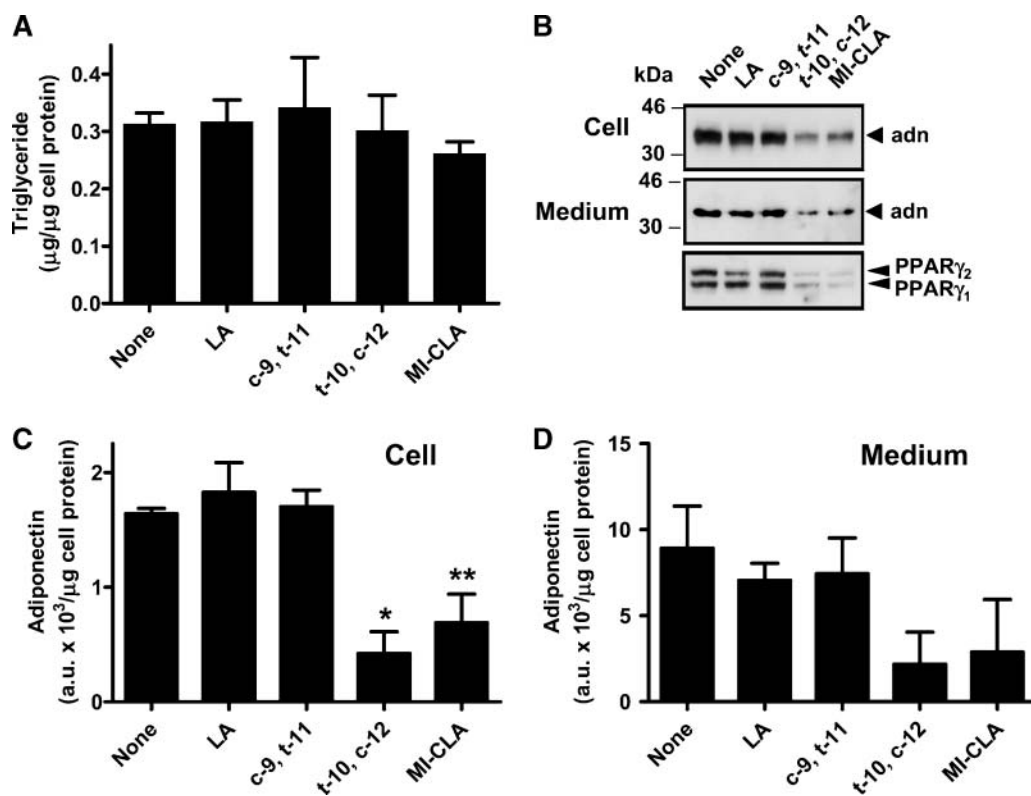 A
Triglyceride
(µg/µg cell protein)
0.4
0.3
0.2
0.1
0.0
None
LA
c-9, t-11
t-10, c-12
MI-CLA
B
kDa
None
LA
c-9, t-11
t-10, c-12
MI-CLA
46
Cell
adn
30
46
Medium
adn
30
PPARγ2
PPARγ1
C
Cell
Adiponectin
(a.u. x 10³/µg cell protein)
2
1
0
*
**
None
LA
c-9, t-11
t-10, c-12
MI-CLA
D
Medium
Adiponectin
(a.u. x 10³/µg cell protein)
15
10
5
0
None
LA
c-9, t-11
t-10, c-12
MI-CLA